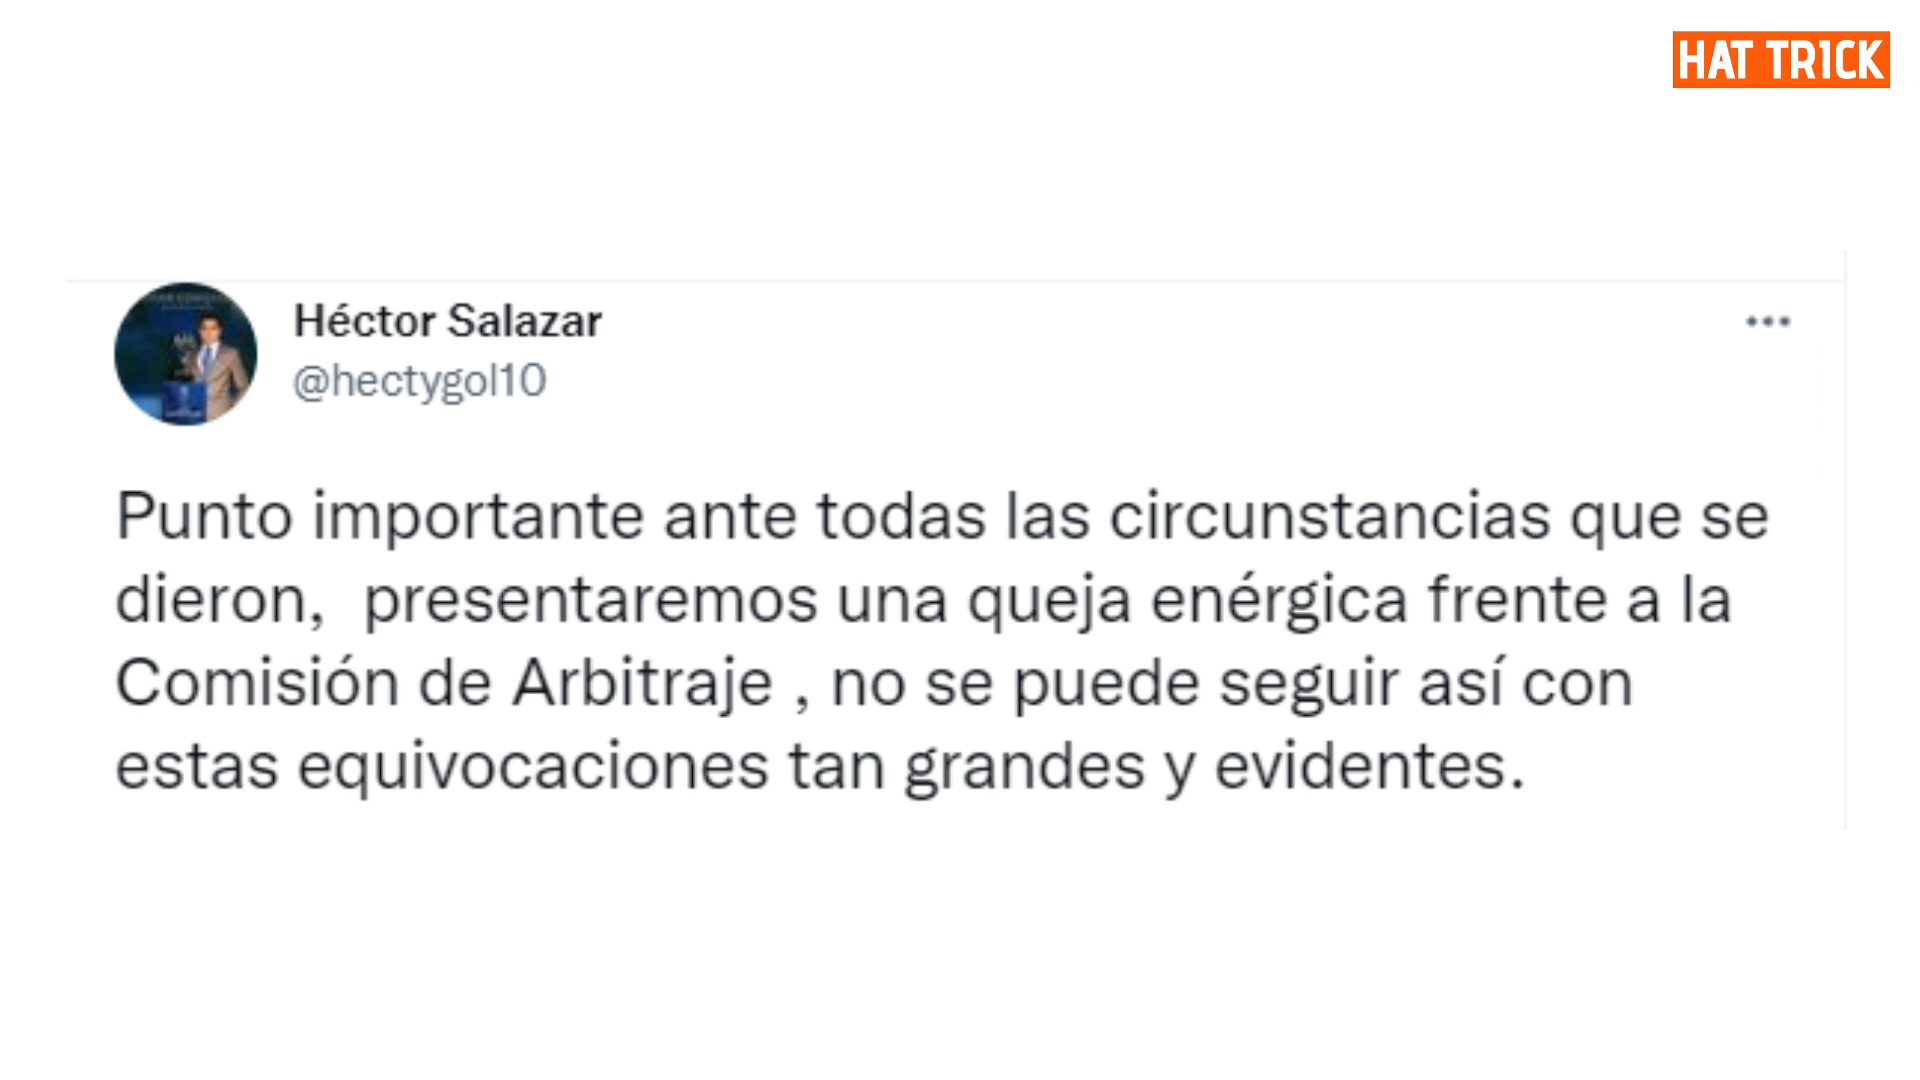 HAT TRICK
Héctor Salazar
@hectygol10
Punto importante ante todas las circunstancias que se
dieron,  presentaremos una queja enérgica frente a la
Comisión de Arbitraje , no se puede seguir así con
estas equivocaciones tan grandes y evidentes.